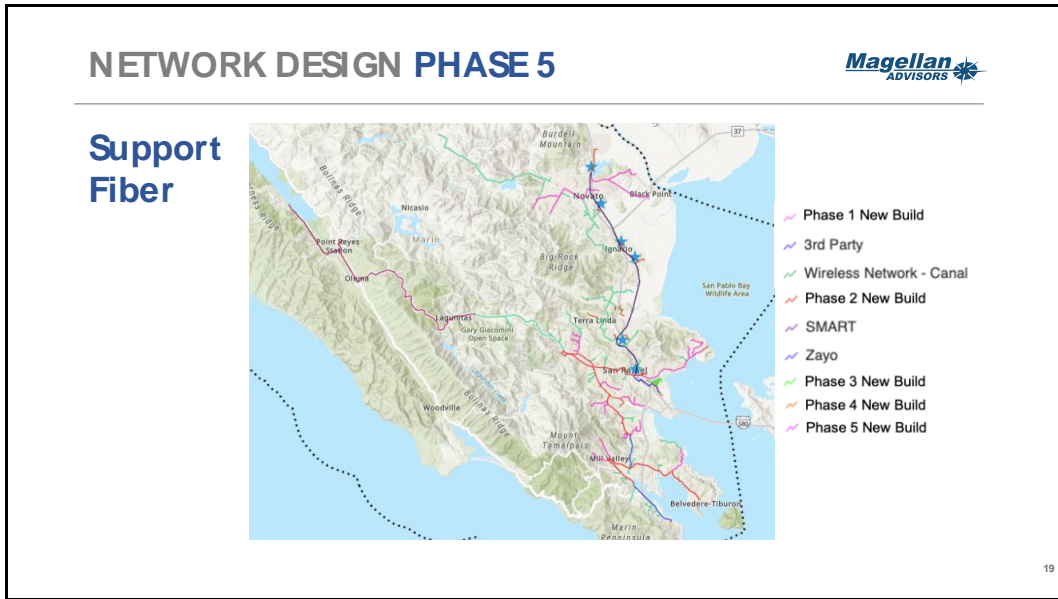 NETWORK DESIGN PHASE 5
Magellan
ADVISORS
Support
Fiber
Burdell
Mountain
37
Bolinas Ridge
Novato
Black Point
Nicasio
Marin
Point Reyes
Station
Ignacio
Big Rock
Ridge
Olema
San Pablo Bay
Wildlife Area
Lagunitas
Terra Linda
Gary Giacomini
Open Space
San Rafael
Woodville
Bolinas Ridge
580
Mount
Tamalpais
Mill Valley
Belvedere-Tiburon
Marin
Peninsula
Phase 1 New Build
3rd Party
Wireless Network - Canal
Phase 2 New Build
SMART
Zayo
Phase 3 New Build
Phase 4 New Build
Phase 5 New Build
19